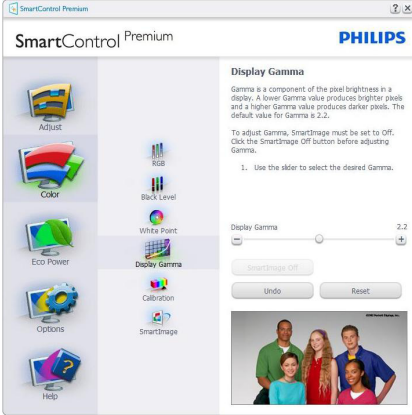 SmartControl Premium
SmartControl Premium
PHILIPS
Adjust
Color
Eco Power
Options
Help
RGB
Black Level
White Point
Display Gamma
Calibration
SmartImage
Display Gamma
Gamma is a component of the pixel brightness in a
display. A lower Gamma value produces brighter pixels
and a higher Gamma value produces darker pixels. The
default value for Gamma is 2.2.
To adjust Gamma, SmartImage must be set to Off.
Click the SmartImage Off button before adjusting
Gamma.
1. Use the slider to select the desired Gamma.
Display Gamma 2.2
SmartImage Off
Undo Reset